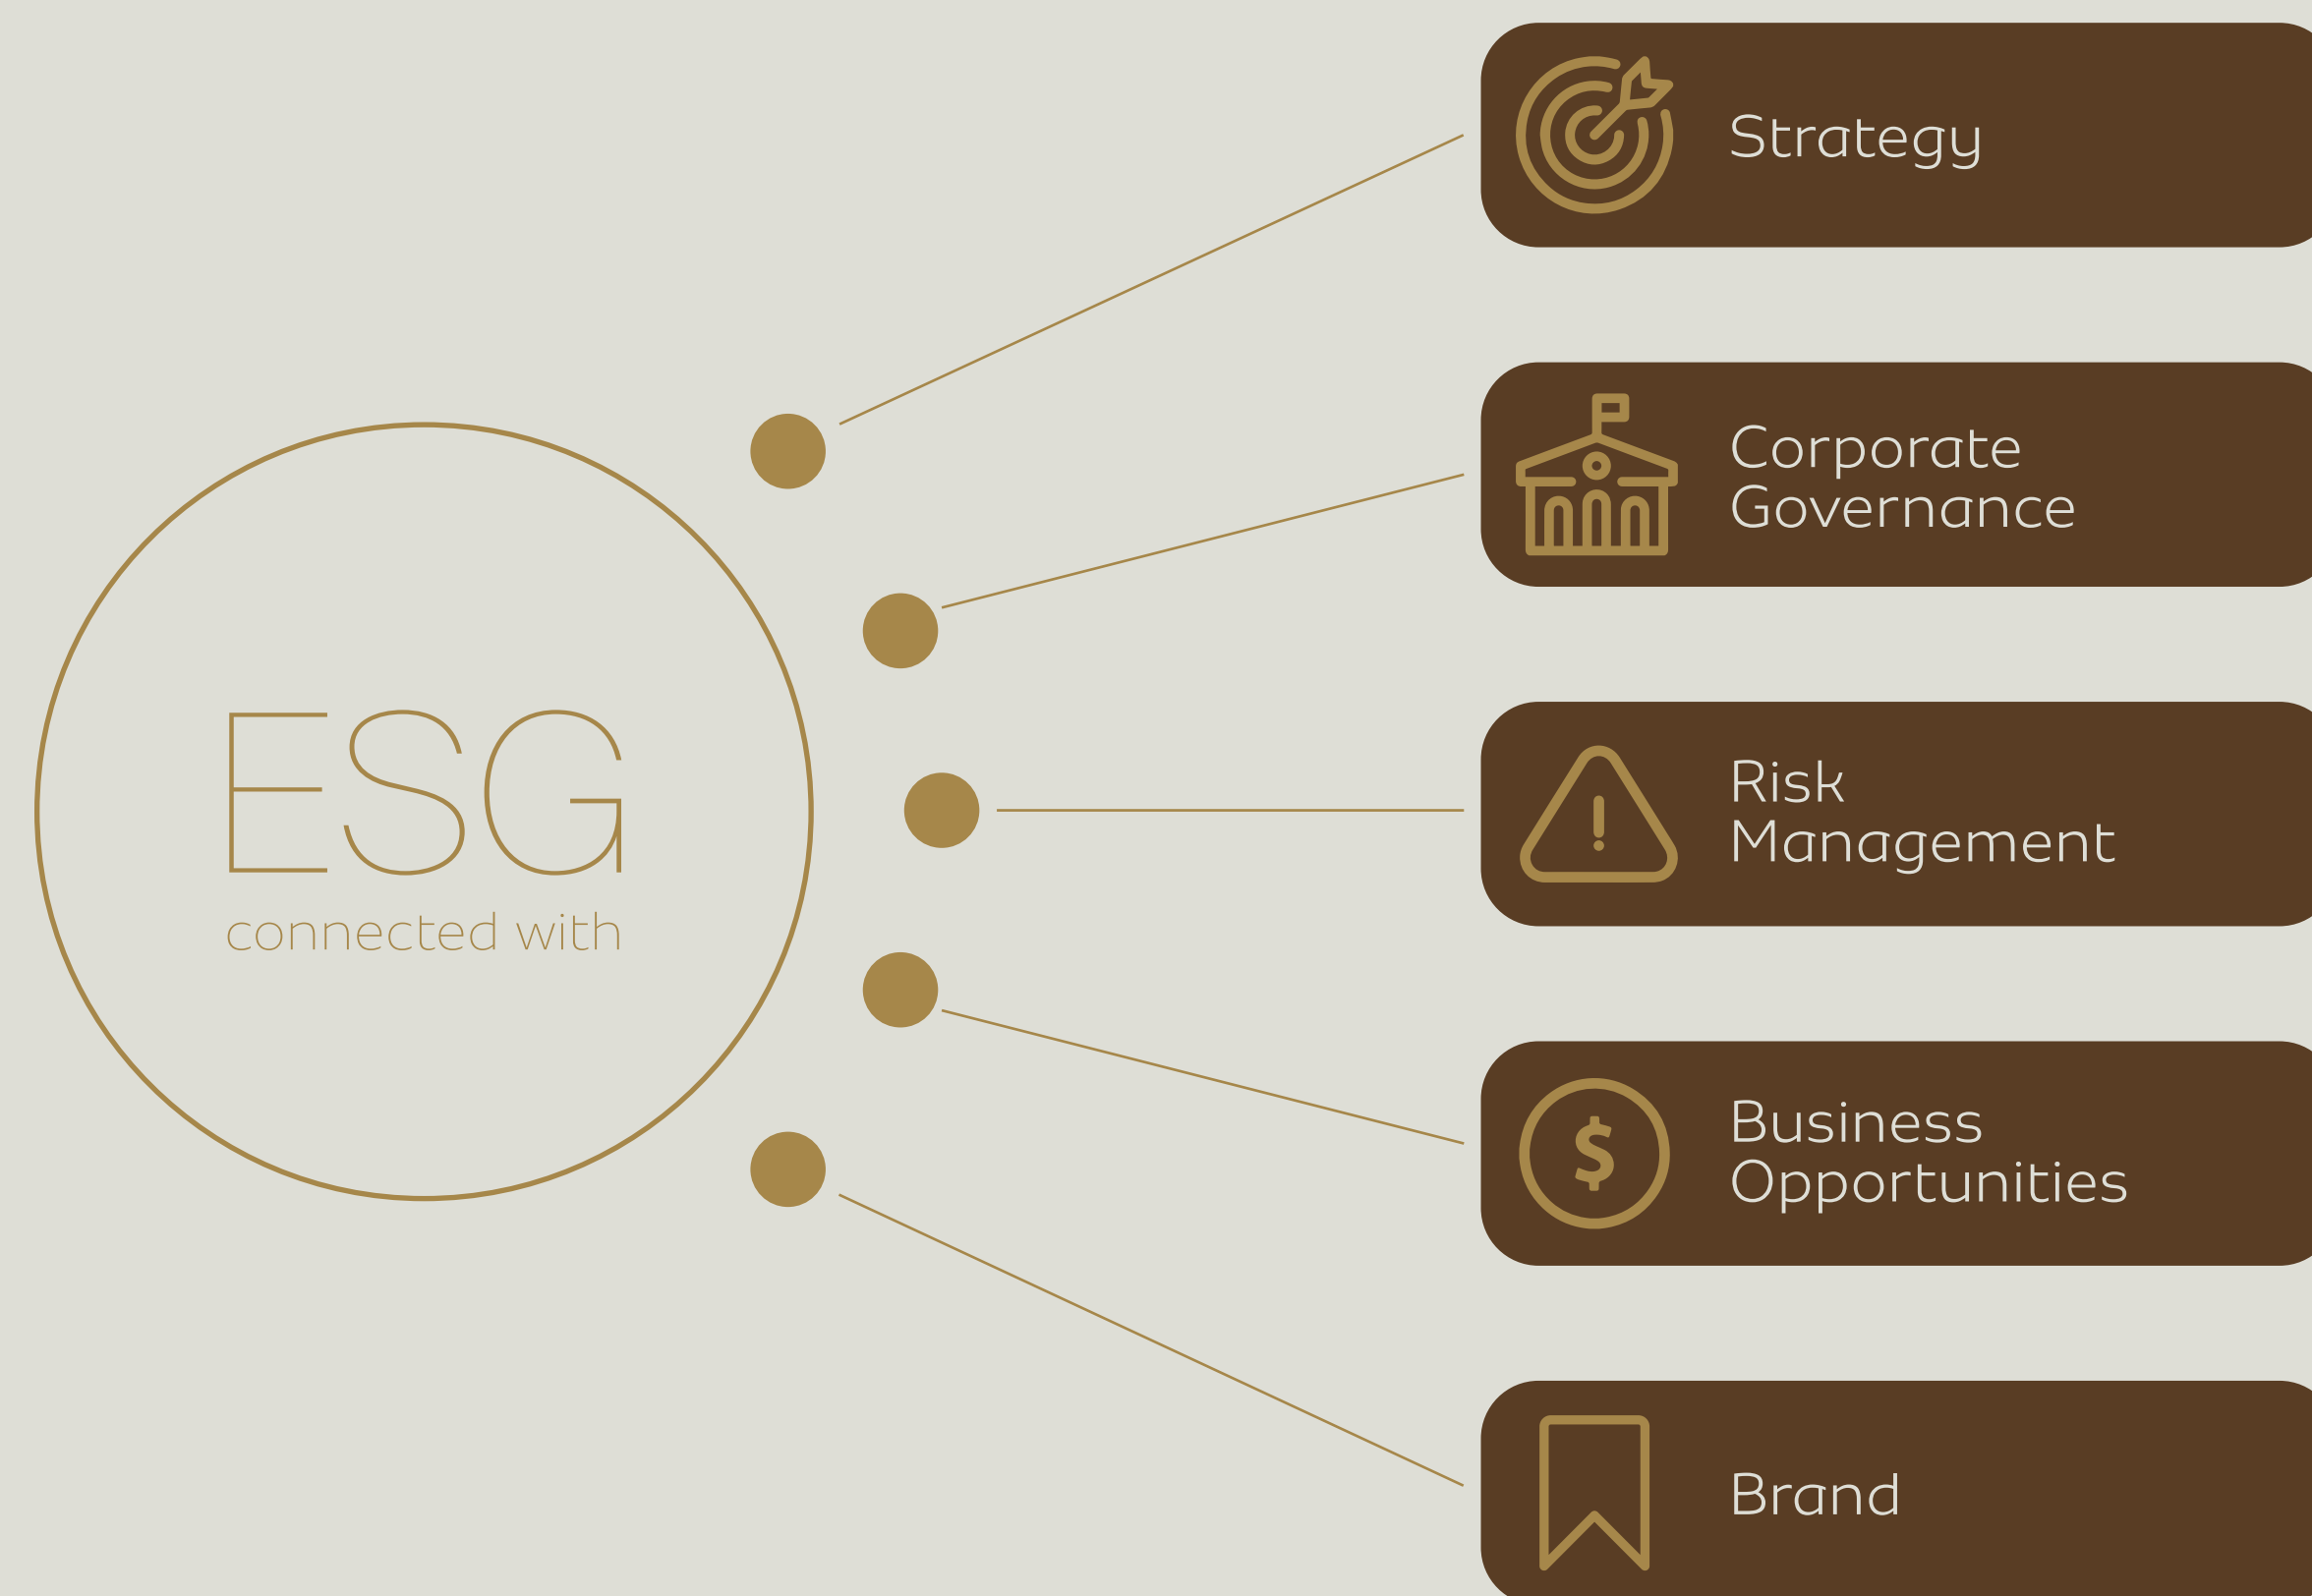 ESG
connected with
Strategy
Corporate
Governance
Risk
Management
Business
Opportunities
Brand